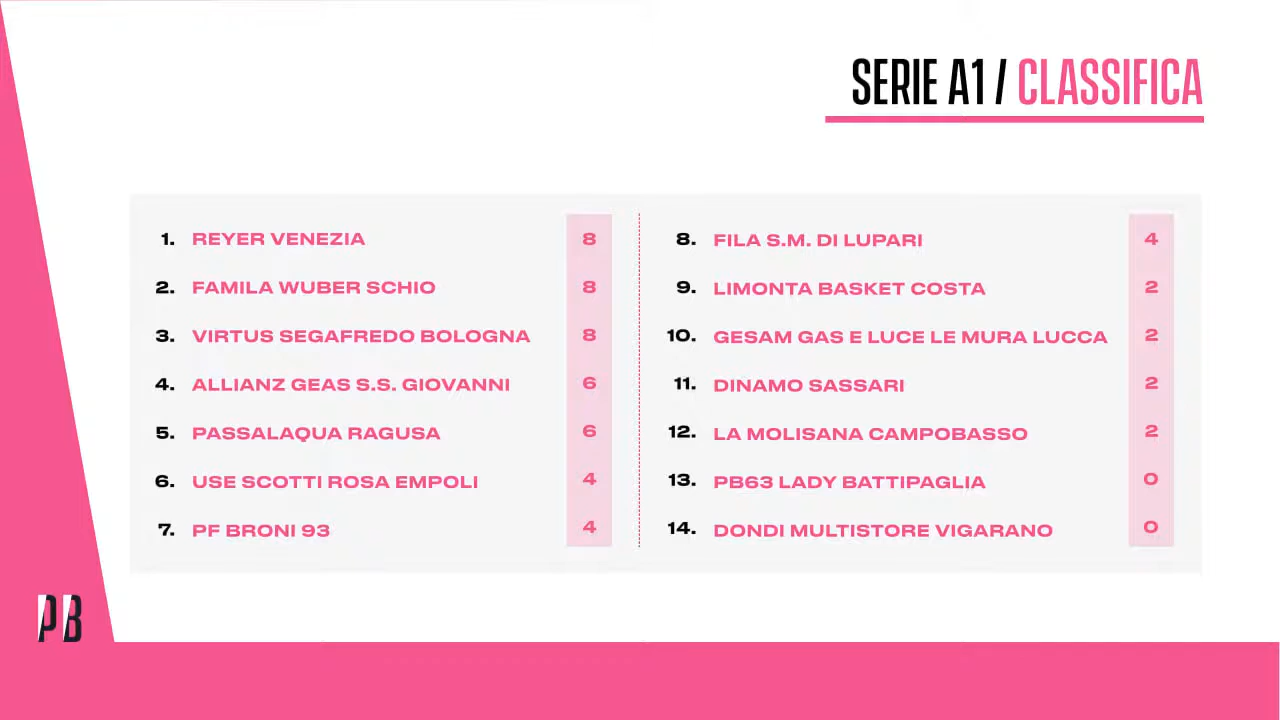 SERIE A1 / CLASSIFICA
1. REYER VENEZIA 8
2. FAMILA WUBER SCHIO 8
3. VIRTUS SEGAFREDO BOLOGNA 8
4. ALLIANZ GEAS S.S. GIOVANNI 6
5. PASSALAQUA RAGUSA 6
6. USE SCOTTI ROSA EMPOLI 4
7. PF BRONI 93 4
8. FILA S.M. DI LUPARI 4
9. LIMONTA BASKET COSTA 2
10. GESAM GAS E LUCE LE MURA LUCCA 2
11. DINAMO SASSARI 2
12. LA MOLISANA CAMPOBASSO 2
13. PB63 LADY BATTIPAGLIA 0
14. DONDI MULTISTORE VIGARANO 0
PB